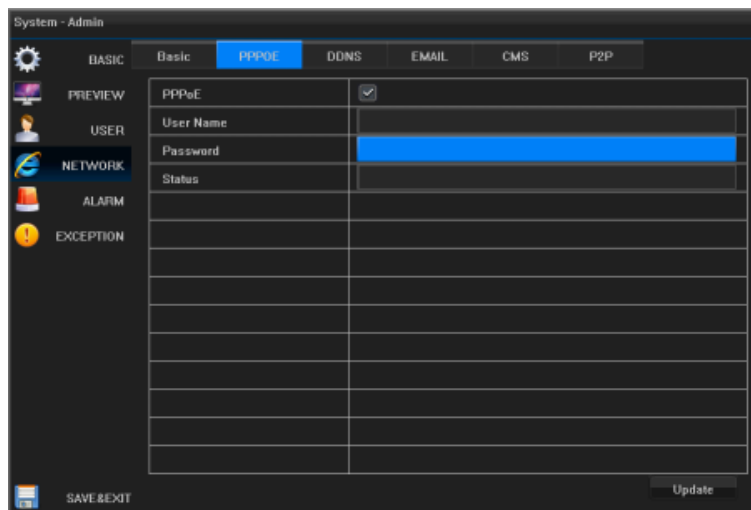 System - Admin
BASIC
PREVIEW
USER
NETWORK
ALARM
EXCEPTION
SAVE&EXIT
Basic PPPOE DDNS EMAIL CMS P2P
PPPoE
User Name
Password
Status
Update